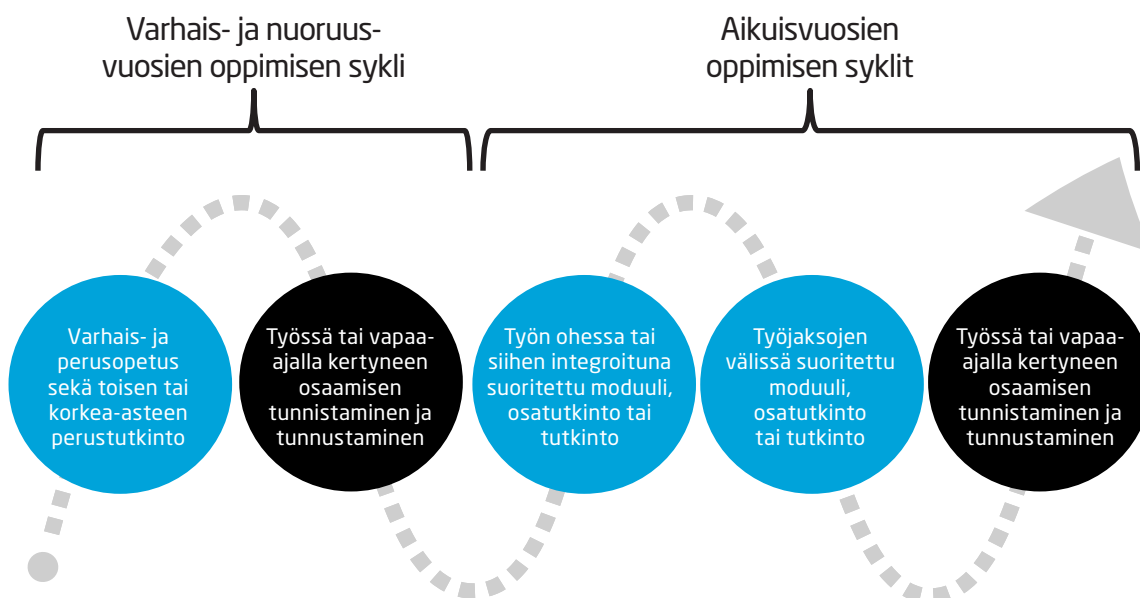 Varhais- ja nuoruus-
vuosien oppimisen sykli
Aikuisvuosien
oppimisen syklit
Varhais- ja
perusopetus
sekä toisen tai
korkea-asteen
perustutkinto
Työssä tai vapaa-
ajalla kertyneen
osaamisen
tunnistaminen ja
tunnustaminen
Työn ohessa tai
siihen integroituna
suoritettu moduuli,
osatutkinto tai
tutkinto
Työjaksojen
välissä suoritettu
moduuli,
osatutkinto
tai tutkinto
Työssä tai vapaa-
ajalla kertyneen
osaamisen
tunnistaminen ja
tunnustaminen